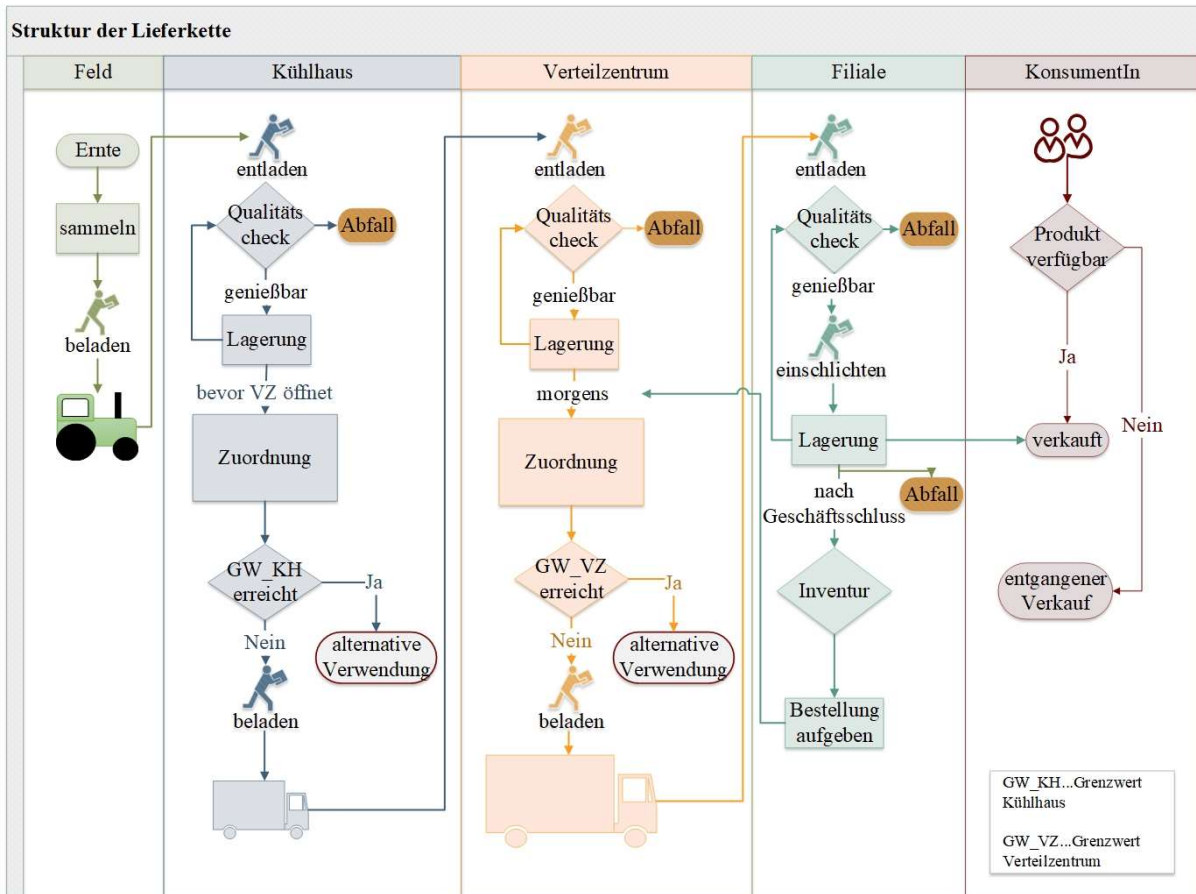 Struktur der Lieferkette
Feld
Kühlhaus
Verteilzentrum
Filiale
KonsumentIn
Ernte
sammeln
beladen
entladen
Qualitäts
check
Abfall
genießbar
Lagerung
bevor VZ öffnet
Zuordnung
GW_KH
erreicht
Ja
alternative
Verwendung
Nein
beladen
entladen
Qualitäts
check
Abfall
genießbar
Lagerung
morgens
Zuordnung
GW_VZ
erreicht
Ja
alternative
Verwendung
Nein
beladen
entladen
Qualitäts
check
Abfall
genießbar
einschlichten
Lagerung
Abfall
nach
Geschäftsschluss
Inventur
Bestellung
aufgeben
Produkt
verfügbar
Ja
Nein
verkauft
entgangener
Verkauf
GW_KH...Grenzwert
Kühlhaus
GW_VZ...Grenzwert
Verteilzentrum